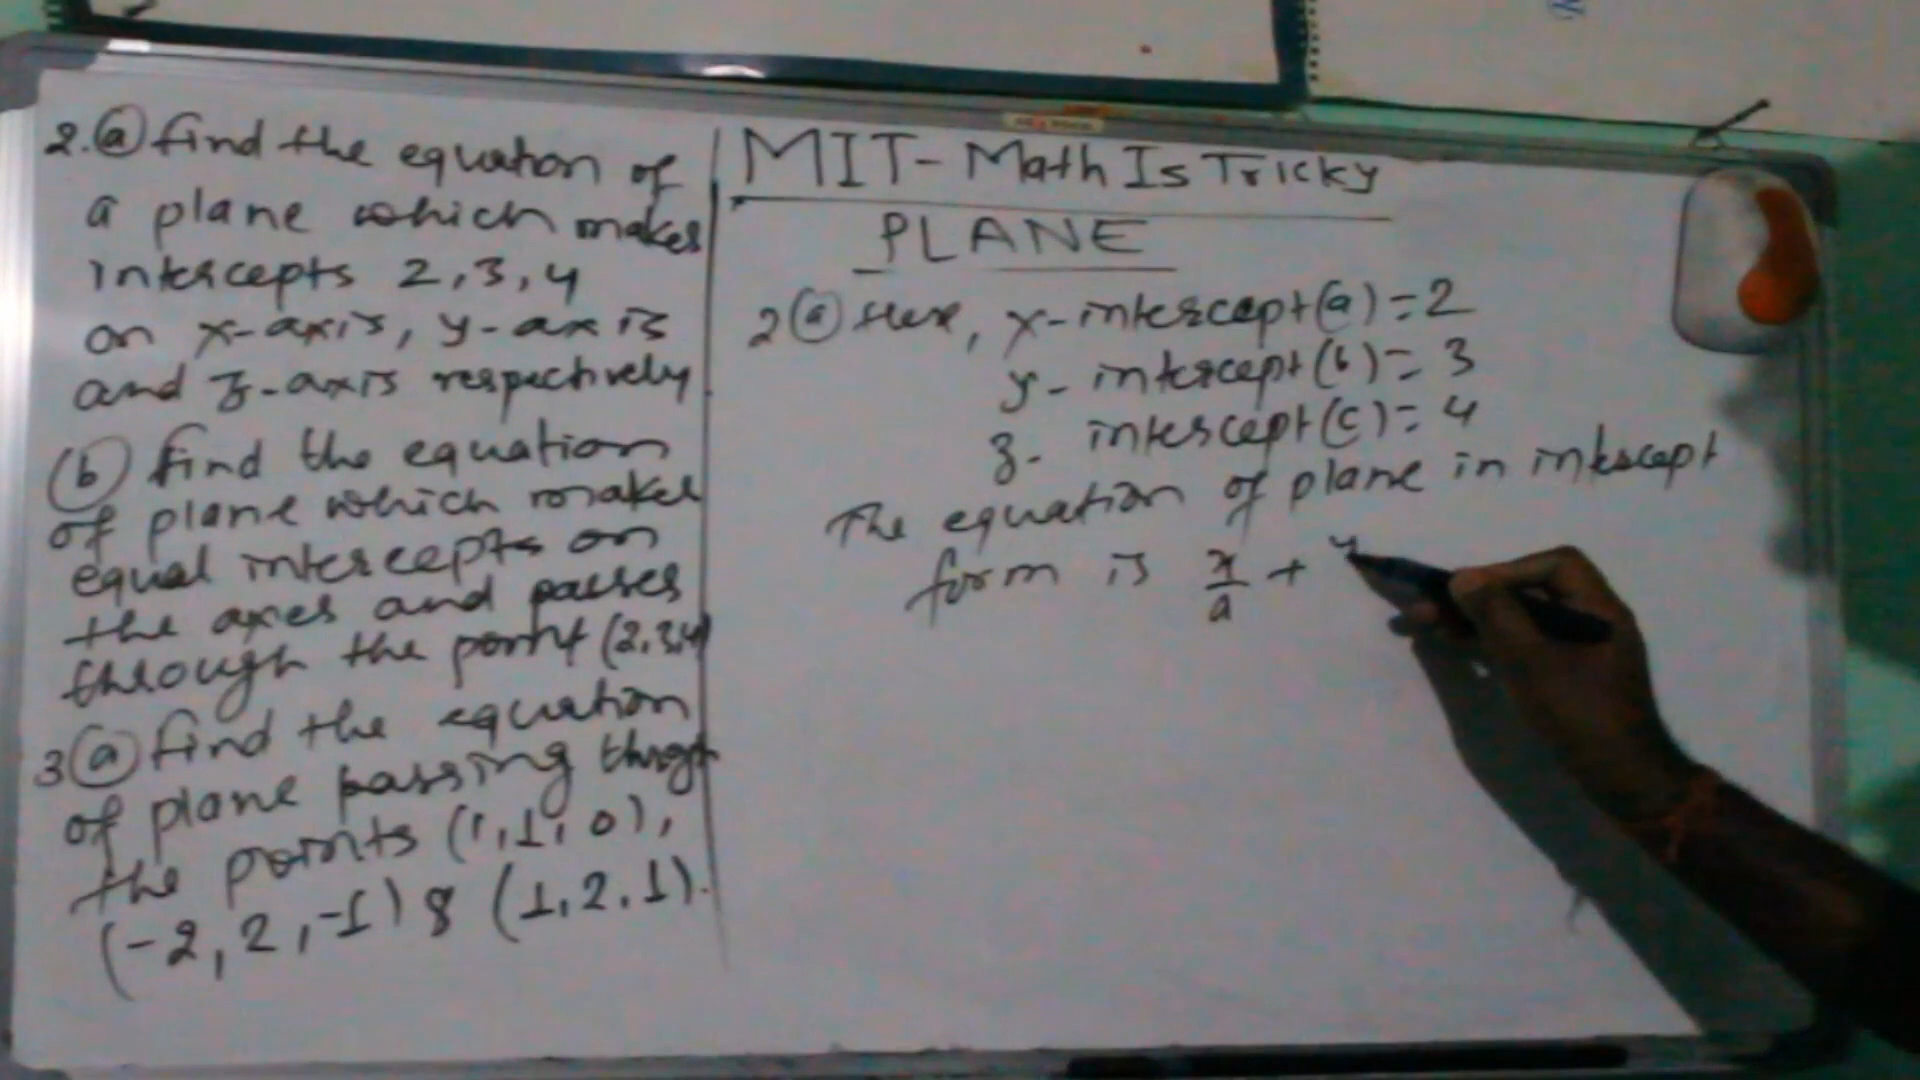 2. (a) find the equation of
a plane which makes
intercepts 2, 3, 4
on x-axis, y-axis
and z-axis respectively
(b) find the equation
of plane which makes
equal intercepts on
the axes and passes
through the point (2,3,4)
3 (a) find the equation
of plane passing through
the points (1, 1, 0),
(-2, 2, -1) & (1, 2, 1).
MIT - Math Is Tricky
PLANE
2 (a) Here, x-intercept(a) = 2
y-intercept(b) = 3
z-intercept(c) = 4
The equation of plane in intercept
form is x/a + y